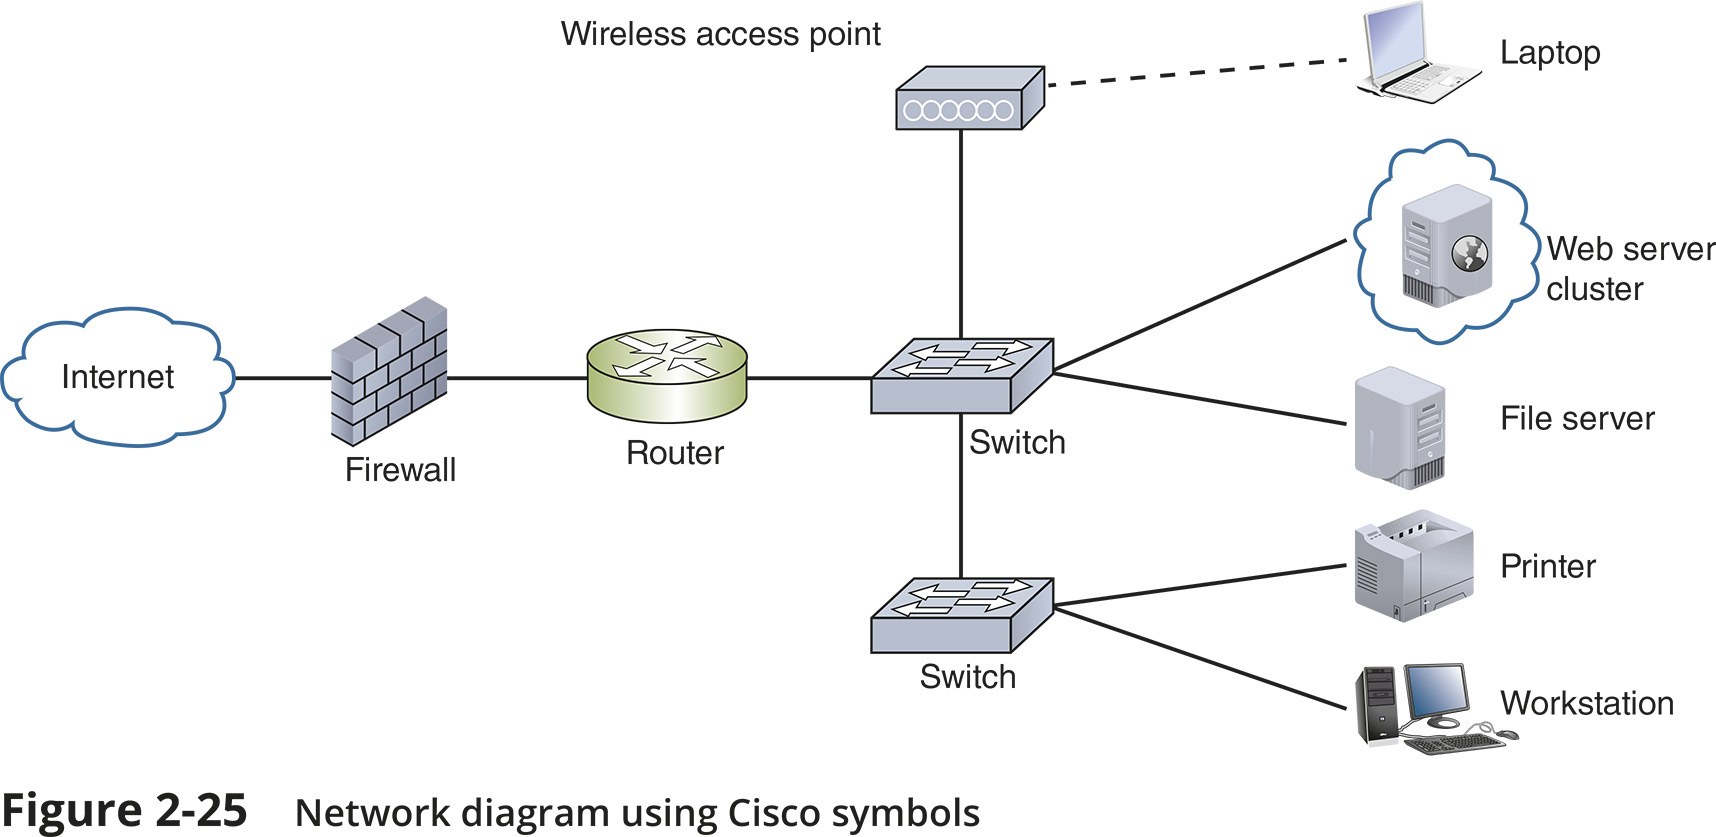 Wireless access point
Laptop
Web server
cluster
Internet
File server
Switch
Router
Firewall
Printer
Switch
Workstation
Figure 2-25 Network diagram using Cisco symbols